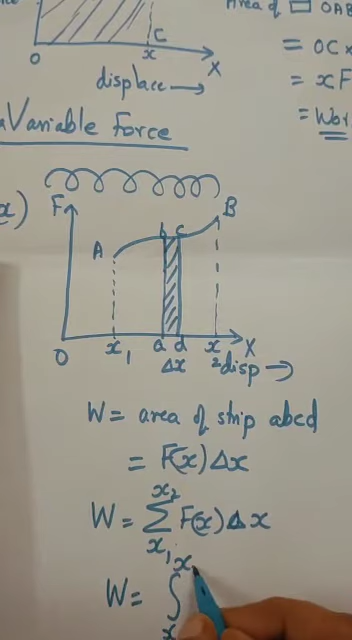 Area of □ OAB
C
O x X
= OC x
displace →
= xF
= Wor
Variable Force
x)
F
B
b c
A
O x₁ a d x₂ X
Δx disp →
W = area of strip abcd
= F(x) Δx
W = ∑ F(x) Δx
x₂
x₁
W = ∫
x
x